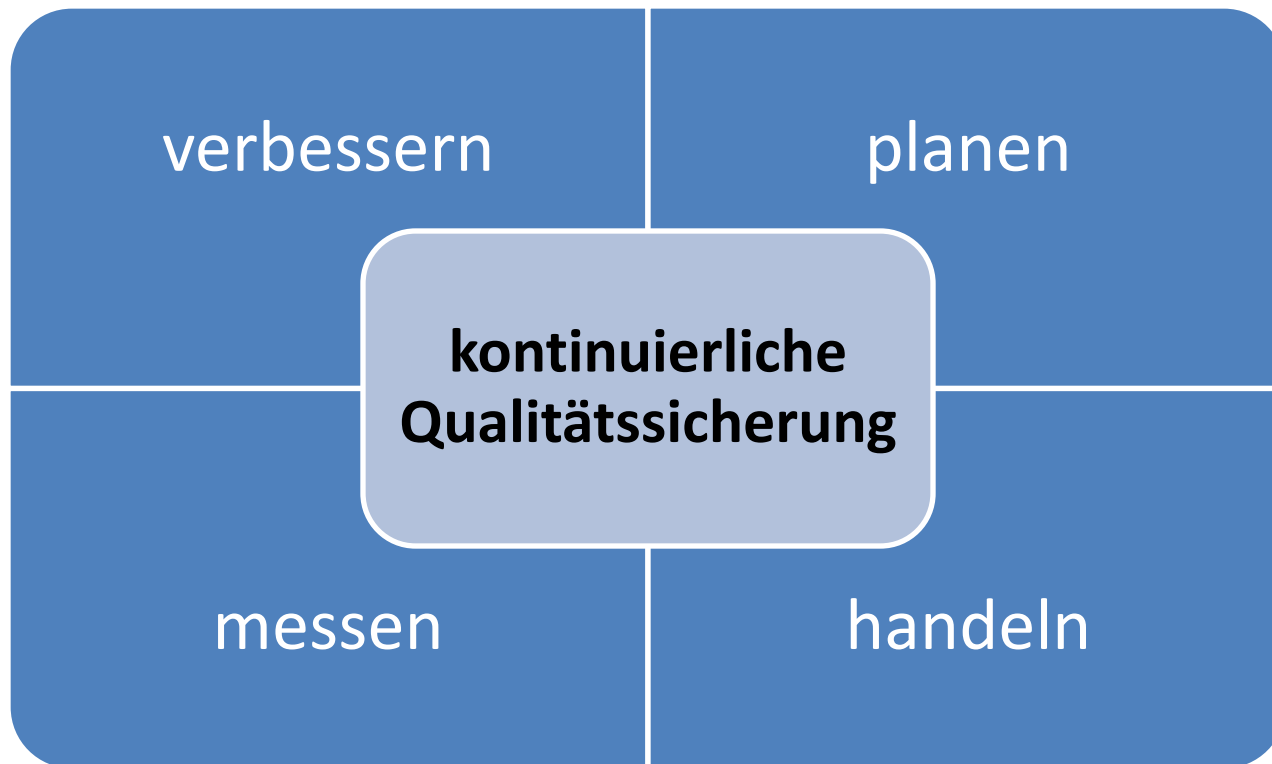 verbessern
planen
kontinuierliche
Qualitätssicherung
messen
handeln